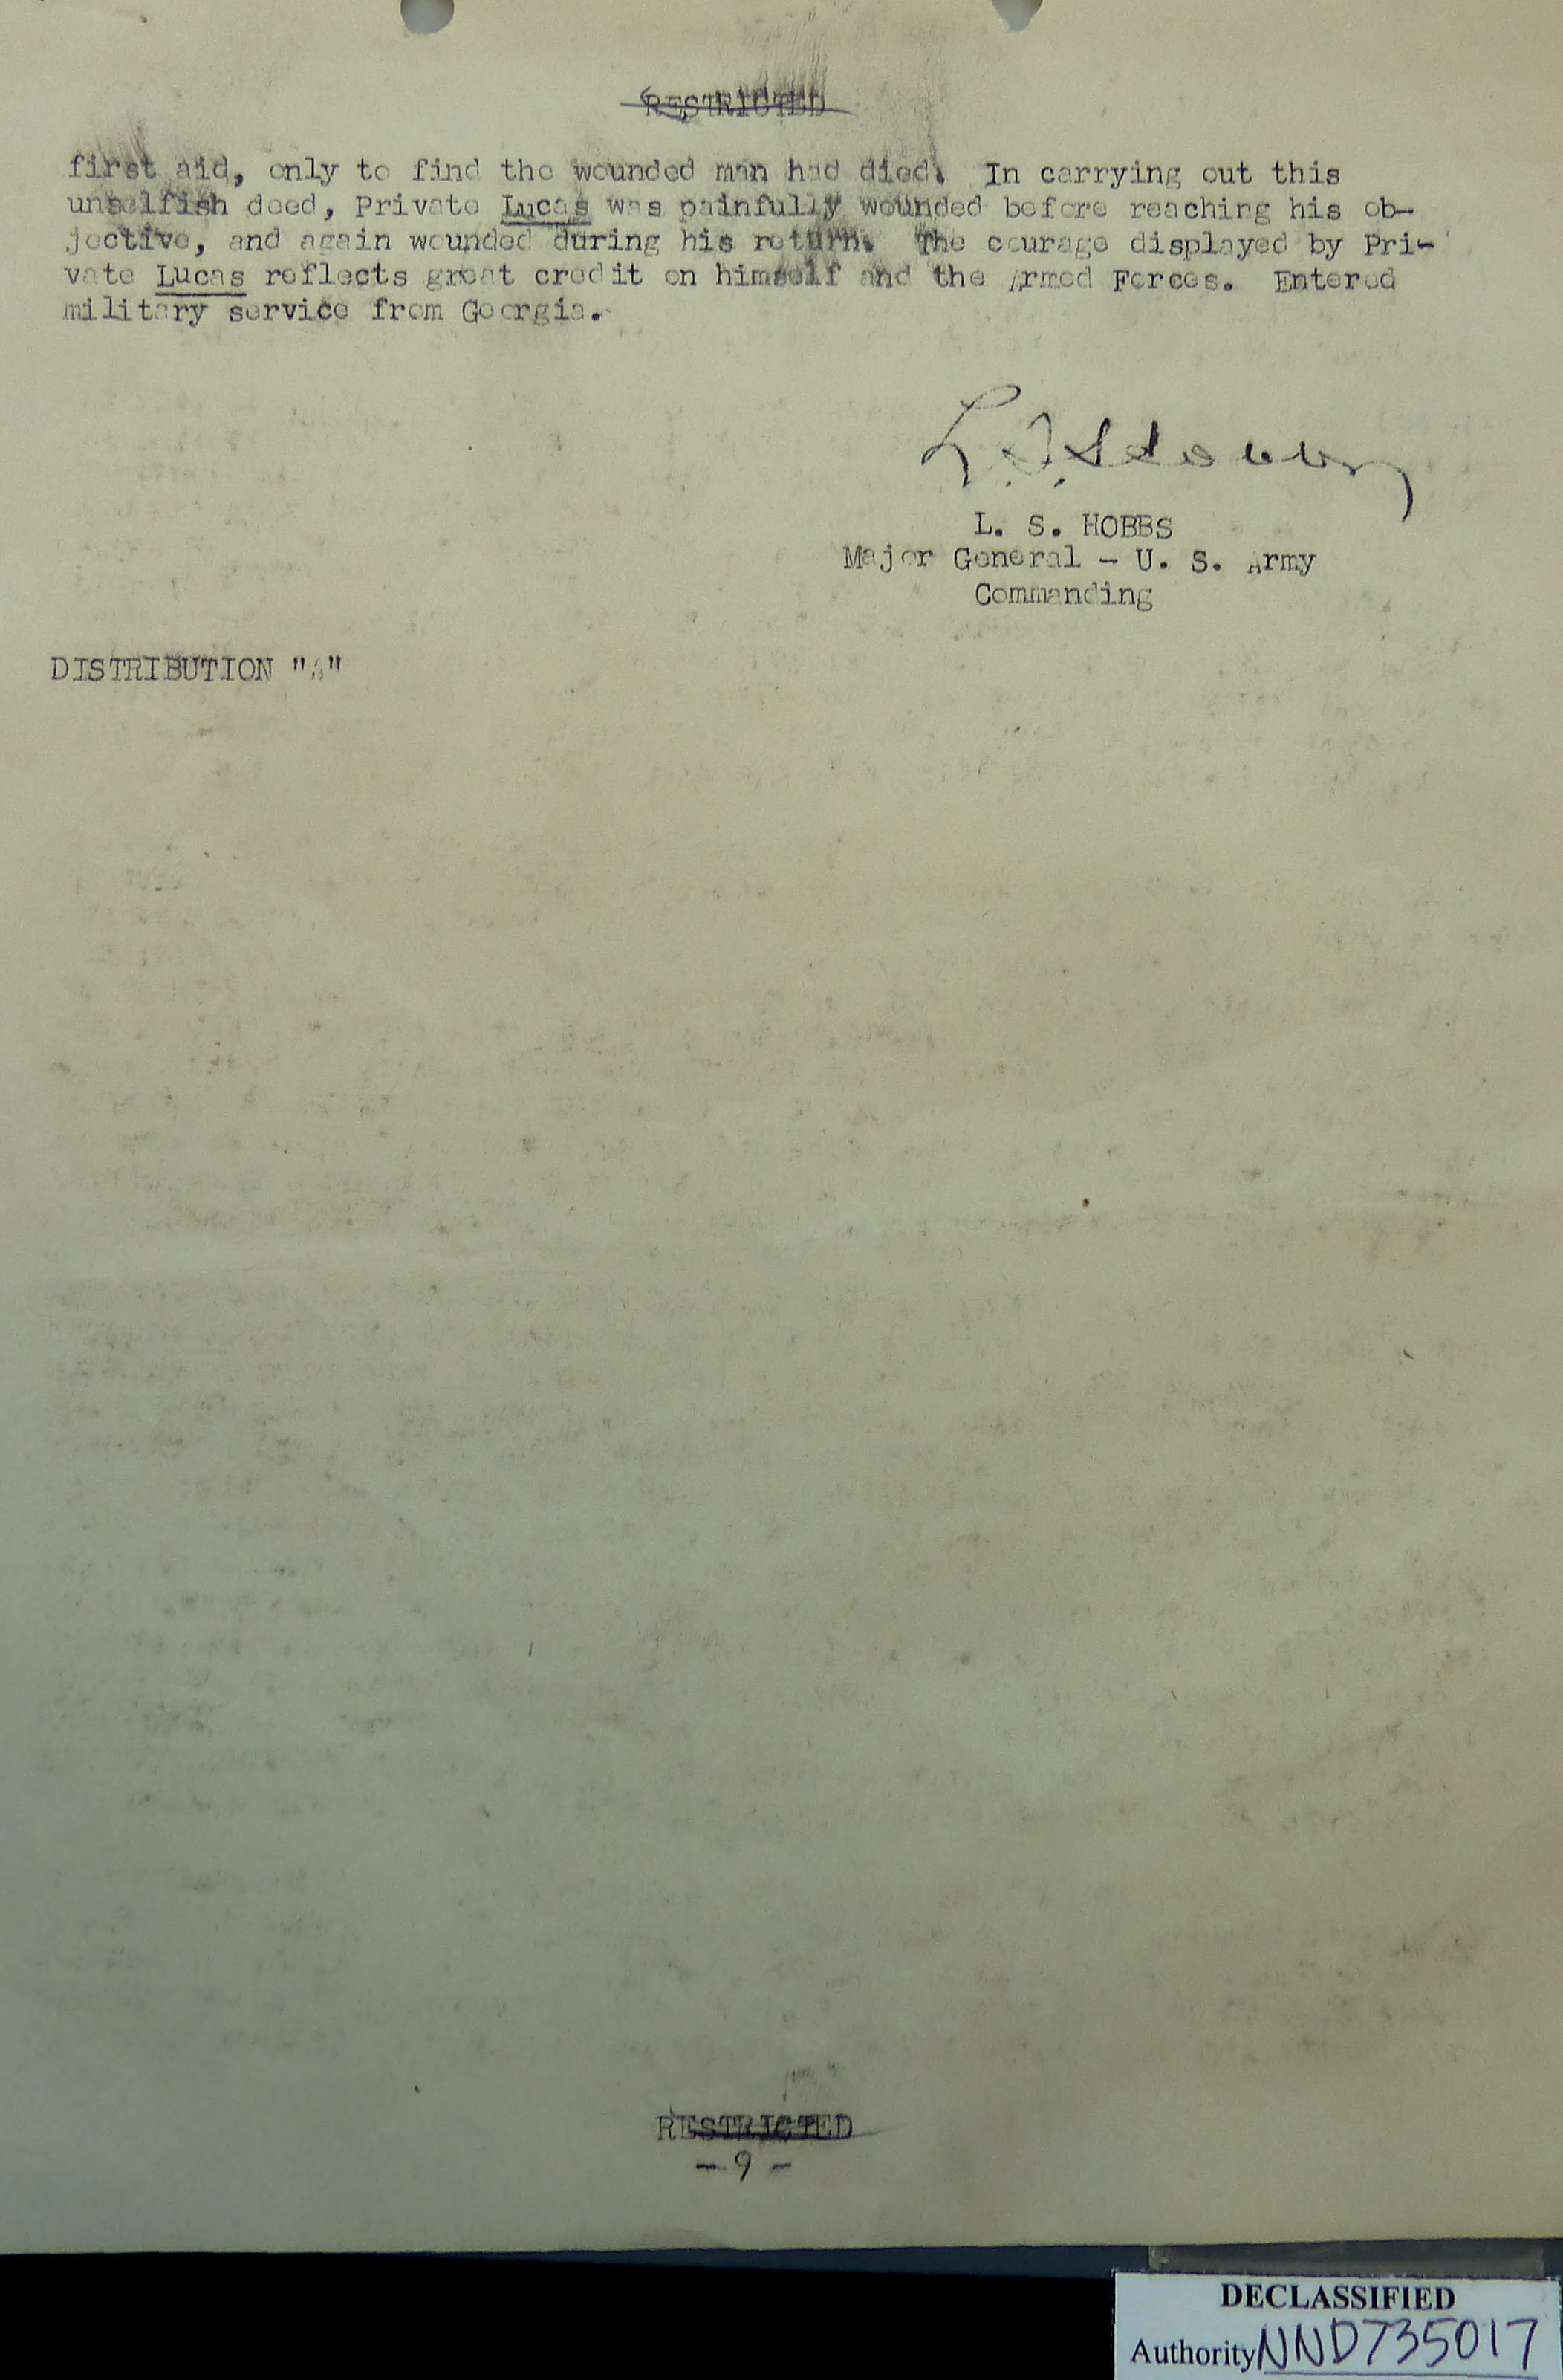 RESTRICTED
first aid, only to find the wounded man had died. In carrying out this
unselfish deed, Private Lucas was painfully wounded before reaching his ob-
jective, and again wounded during his return. The courage displayed by Pri-
vate Lucas reflects great credit on himself and the Armed Forces. Entered
military service from Georgia.
L. S. Hobbs
L. S. HOBBS
Major General - U. S. Army
Commanding
DISTRIBUTION "A"
RESTRICTED
- 9 -
DECLASSIFIED
Authority NND735017